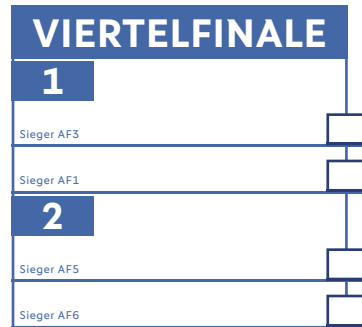 VIERTELFINALE
1
Sieger AF3
Sieger AF1
2
Sieger AF5
Sieger AF6